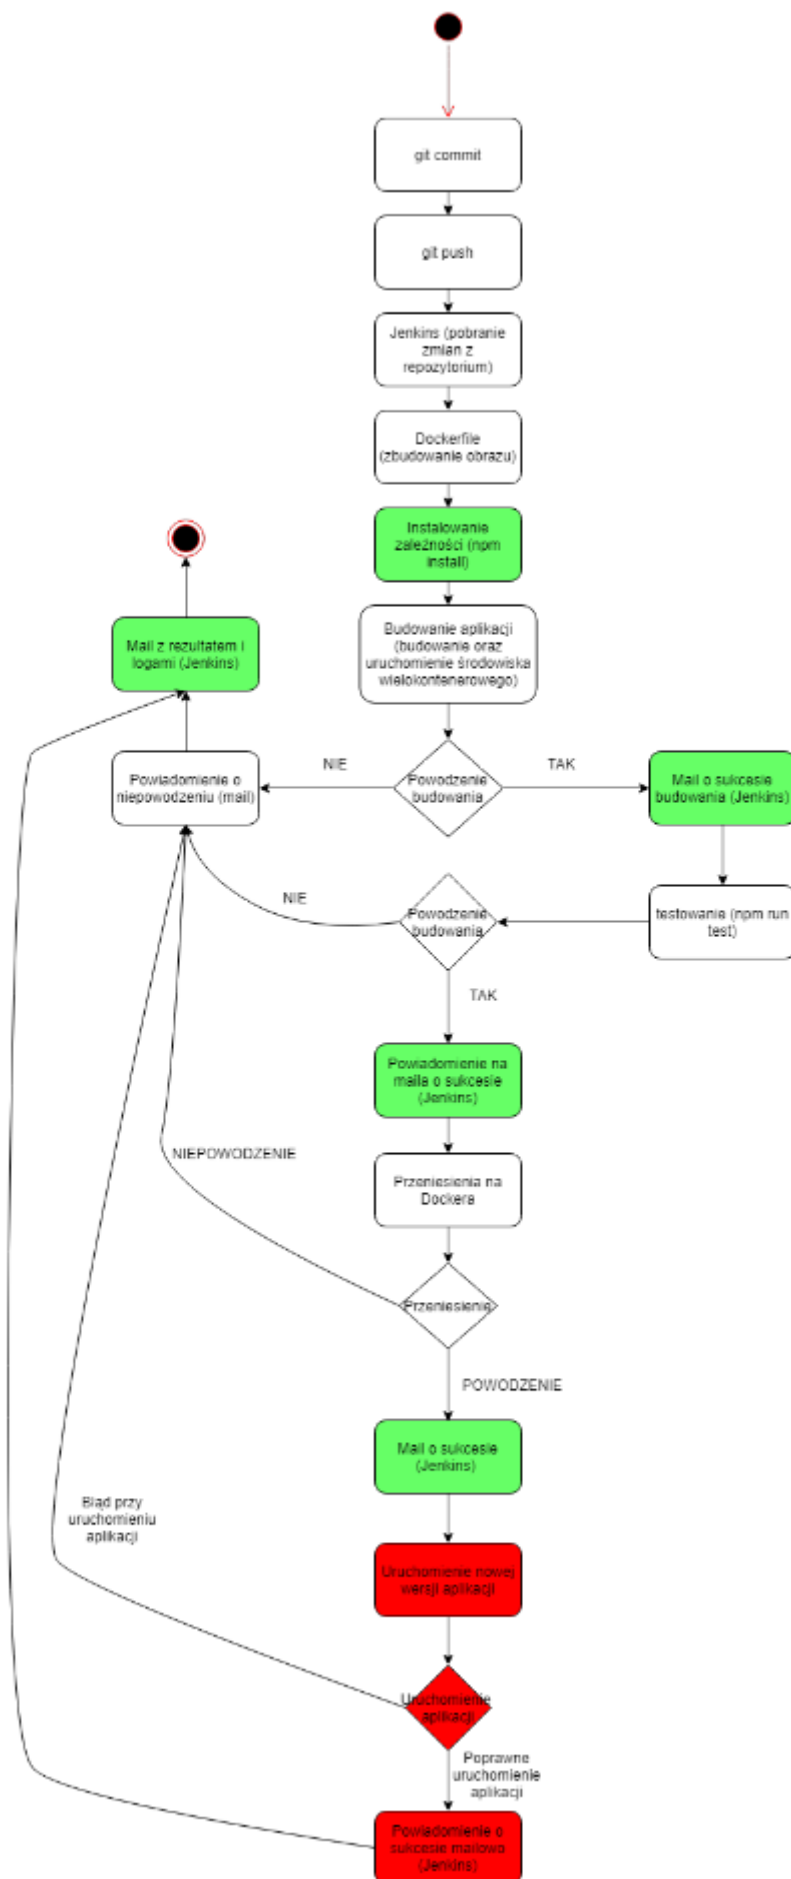 git commit
git push
Jenkins (pobranie
zmian z
repozytorium)
Dockerfile
(zbudowanie obrazu)
Instalowanie
zależności (npm
install)
Budowanie aplikacji
(budowanie oraz
uruchomienie środowiska
wielokontenerowego)
Mail z rezultatem i
logami (Jenkins)
Powiadomienie o
niepowodzeniu (mail)
NIE
Powodzenie
budowania
TAK
Mail o sukcesie
budowania (Jenkins)
NIE
Powodzenie
budowania
testowanie (npm run
test)
TAK
Powiadomienie na
maila o sukcesie
(Jenkins)
NIEPOWODZENIE
Przeniesienia na
Dockera
Przeniesienie
POWODZENIE
Mail o sukcesie
(Jenkins)
Błąd przy
uruchomieniu
aplikacji
Uruchomienie nowej
wersji aplikacji
Uruchomienie
aplikacji
Poprawne
uruchomienie
aplikacji
Powiadomienie o
sukcesie mailowo
(Jenkins)